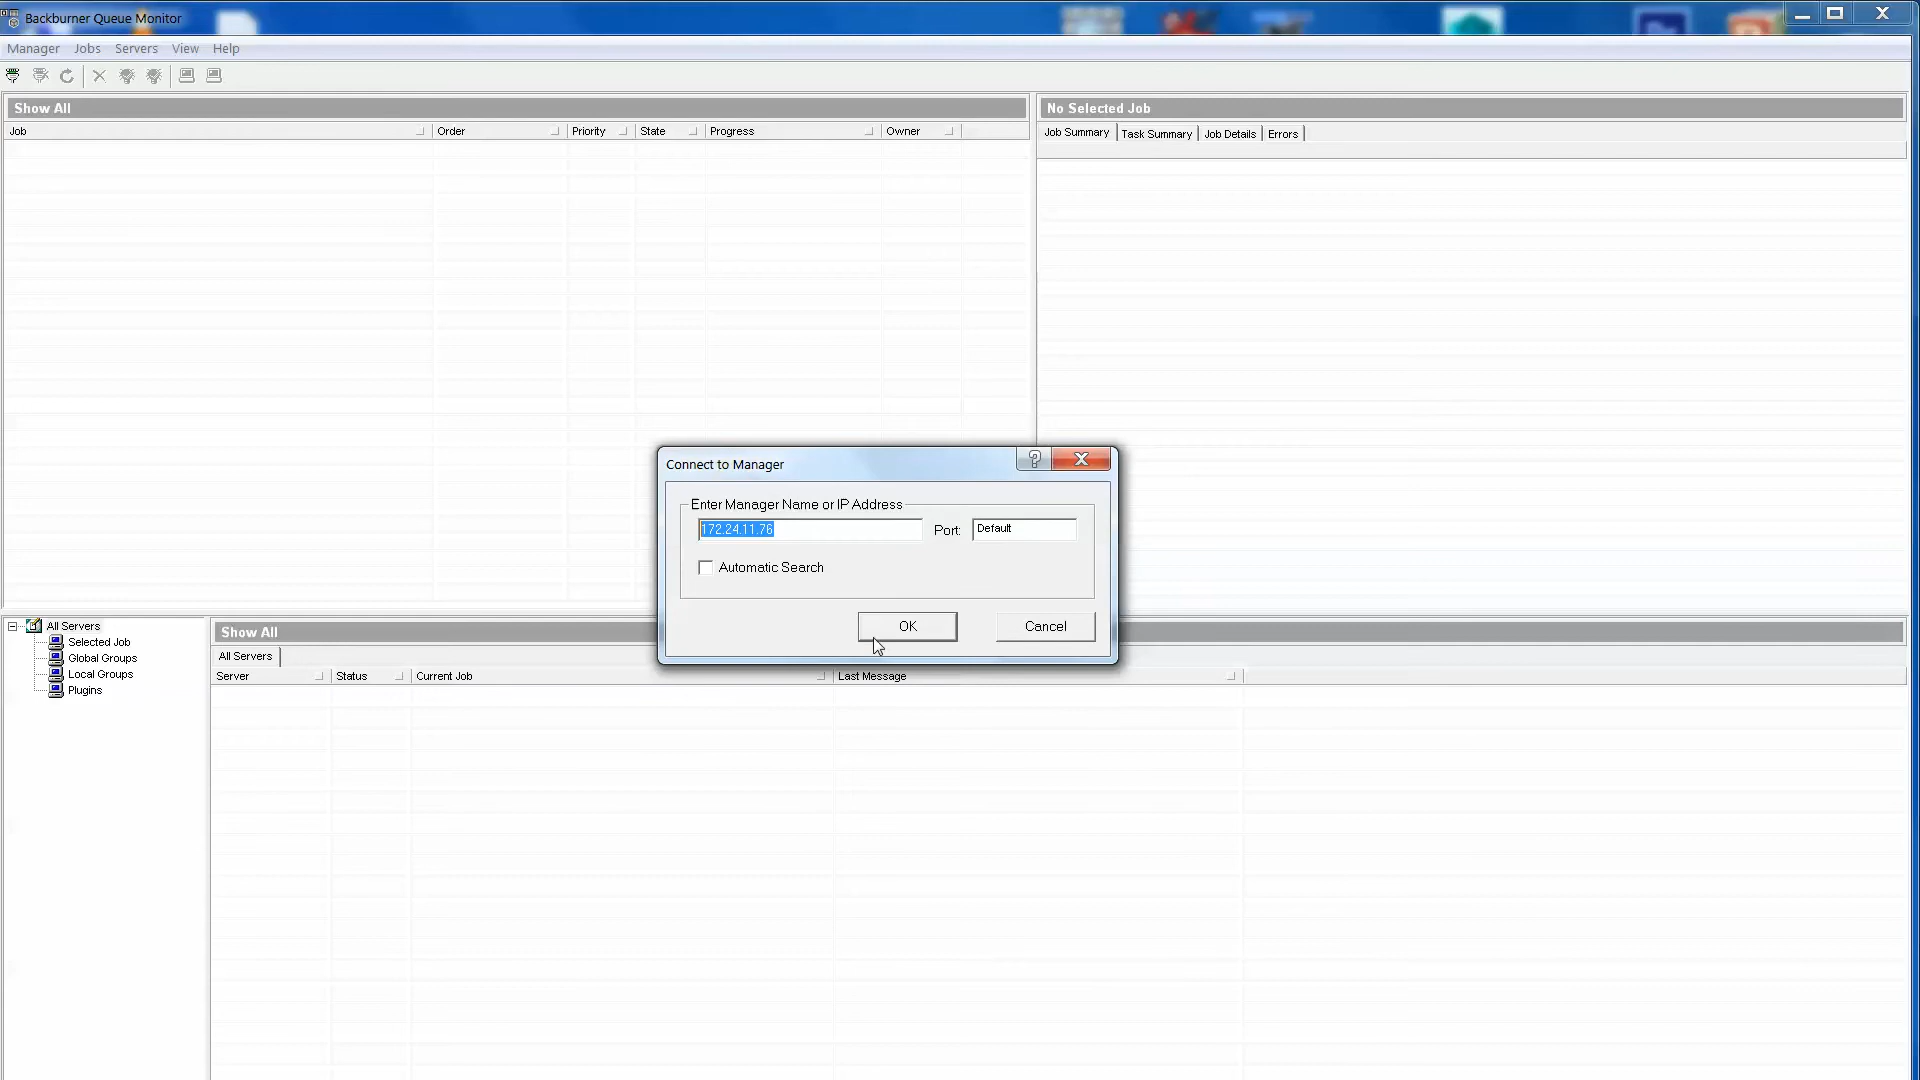 Backburner Queue Monitor
Manager Jobs Servers View Help
Show All
No Selected Job
Job Order Priority State Progress Owner
Job Summary Task Summary Job Details Errors
Connect to Manager
Enter Manager Name or IP Address
172.24.11.76 Port: Default
Automatic Search
OK Cancel
All Servers
Selected Job
Global Groups
Local Groups
Plugins
Show All
All Servers
Server Status Current Job Last Message